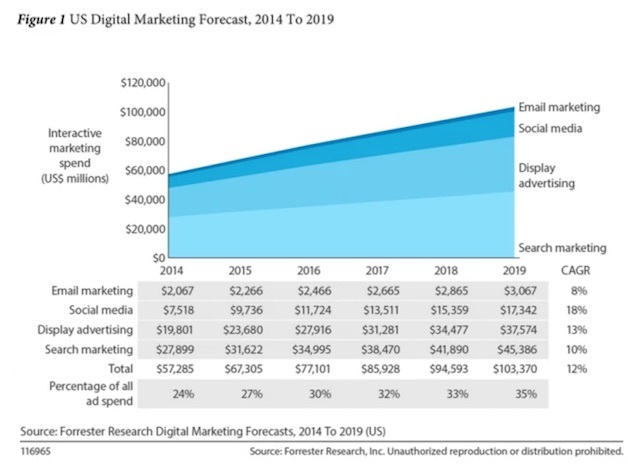 Figure 1 US Digital Marketing Forecast, 2014 To 2019
$120,000
$100,000
$80,000
$60,000
$40,000
$20,000
$0
Interactive
marketing
spend
(US$ millions)
Email marketing
Social media
Display
advertising
Search marketing
2014 2015 2016 2017 2018 2019 CAGR
Email marketing $2,067 $2,266 $2,466 $2,665 $2,865 $3,067 8%
Social media $7,518 $9,736 $11,724 $13,511 $15,359 $17,342 18%
Display advertising $19,801 $23,680 $27,916 $31,281 $34,477 $37,574 13%
Search marketing $27,899 $31,622 $34,995 $38,470 $41,890 $45,386 10%
Total $57,285 $67,305 $77,101 $85,928 $94,593 $103,370 12%
Percentage of all
ad spend 24% 27% 30% 32% 33% 35%
Source: Forrester Research Digital Marketing Forecasts, 2014 To 2019 (US)
116965 Source: Forrester Research, Inc. Unauthorized reproduction or distribution prohibited.